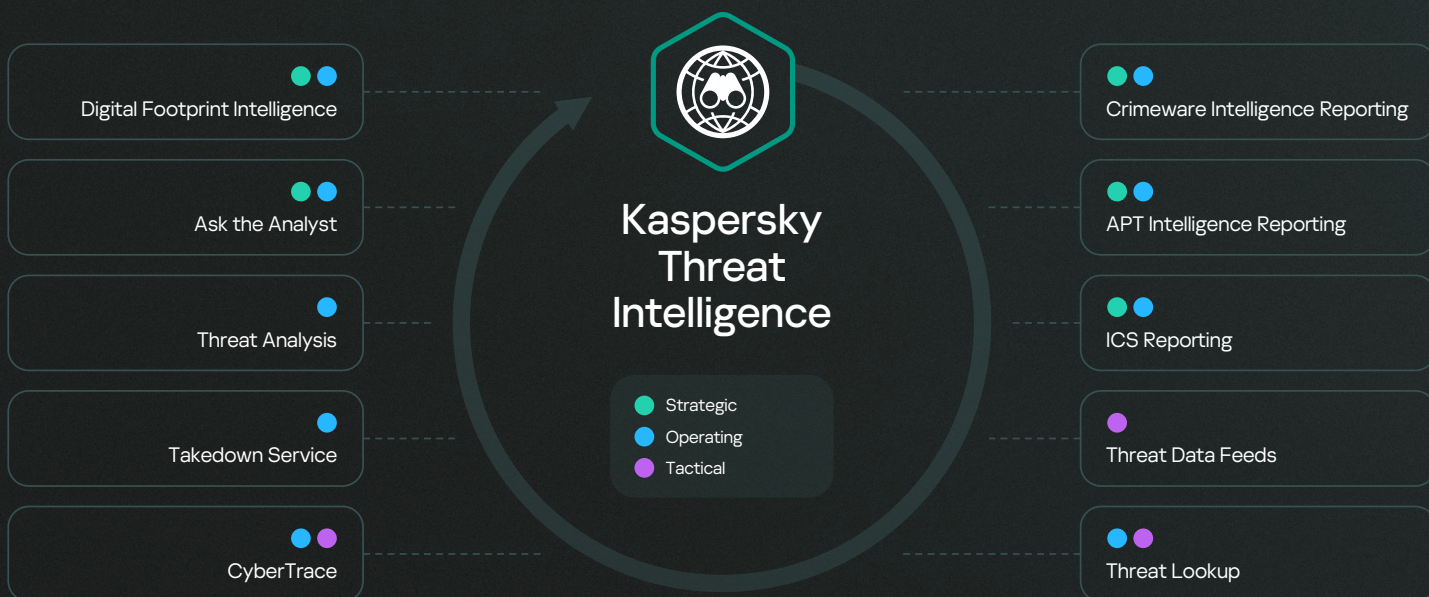 Digital Footprint Intelligence
Ask the Analyst
Threat Analysis
Takedown Service
CyberTrace
Kaspersky
Threat
Intelligence
Strategic
Operating
Tactical
Crimeware Intelligence Reporting
APT Intelligence Reporting
ICS Reporting
Threat Data Feeds
Threat Lookup